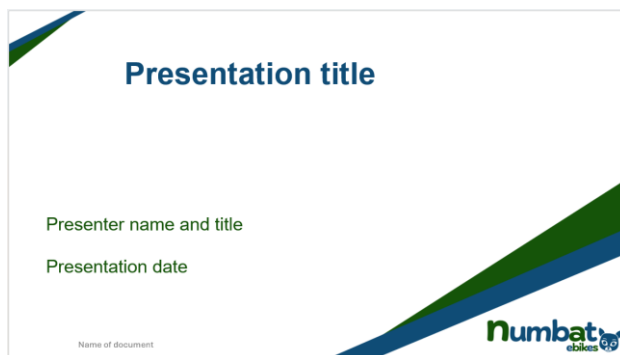 Presentation title
Presenter name and title
Presentation date
Name of document
numbat
ebikes